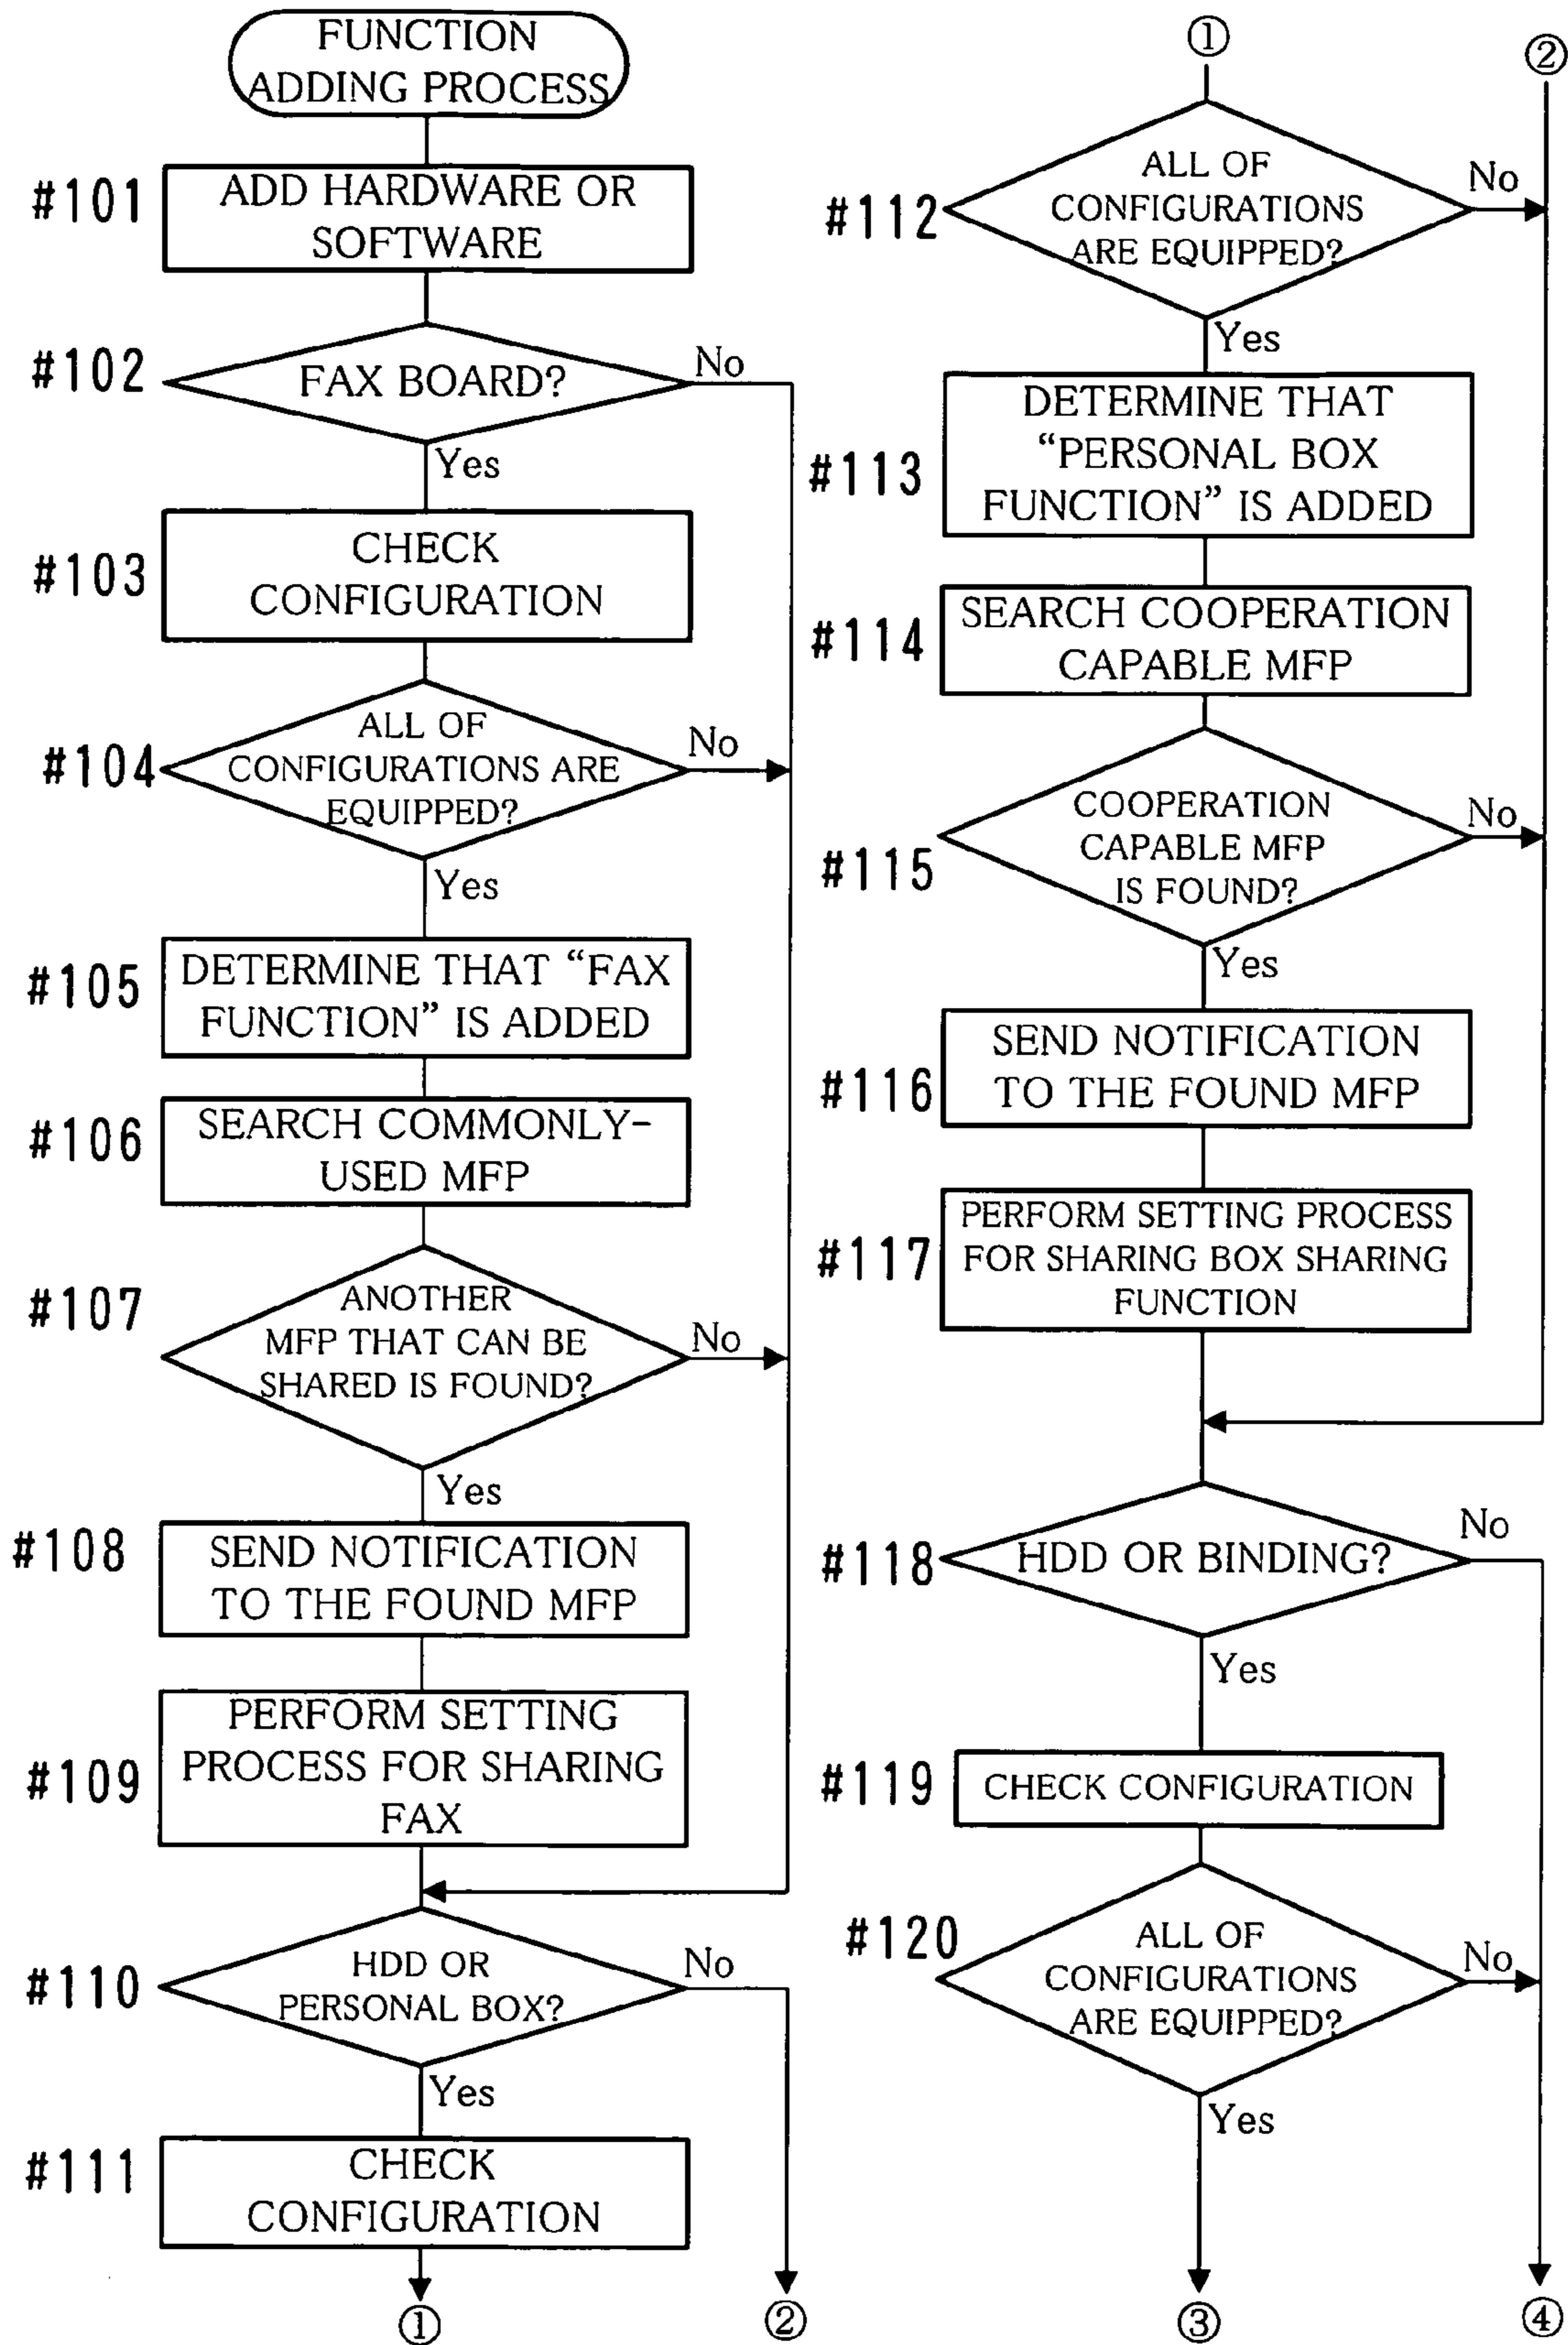 FUNCTION
ADDING PROCESS
#101
ADD HARDWARE OR
SOFTWARE
#102
FAX BOARD?
No
Yes
#103
CHECK
CONFIGURATION
#104
ALL OF
CONFIGURATIONS ARE
EQUIPPED?
No
Yes
#105
DETERMINE THAT “FAX
FUNCTION” IS ADDED
#106
SEARCH COMMONLY-
USED MFP
#107
ANOTHER
MFP THAT CAN BE
SHARED IS FOUND?
No
Yes
#108
SEND NOTIFICATION
TO THE FOUND MFP
#109
PERFORM SETTING
PROCESS FOR SHARING
FAX
#110
HDD OR
PERSONAL BOX?
No
Yes
#111
CHECK
CONFIGURATION
①
②
①
②
#112
ALL OF
CONFIGURATIONS
ARE EQUIPPED?
No
Yes
#113
DETERMINE THAT
“PERSONAL BOX
FUNCTION” IS ADDED
#114
SEARCH COOPERATION
CAPABLE MFP
#115
COOPERATION
CAPABLE MFP
IS FOUND?
No
Yes
#116
SEND NOTIFICATION
TO THE FOUND MFP
#117
PERFORM SETTING PROCESS
FOR SHARING BOX SHARING
FUNCTION
#118
HDD OR BINDING?
No
Yes
#119
CHECK CONFIGURATION
#120
ALL OF
CONFIGURATIONS
ARE EQUIPPED?
No
Yes
③
④